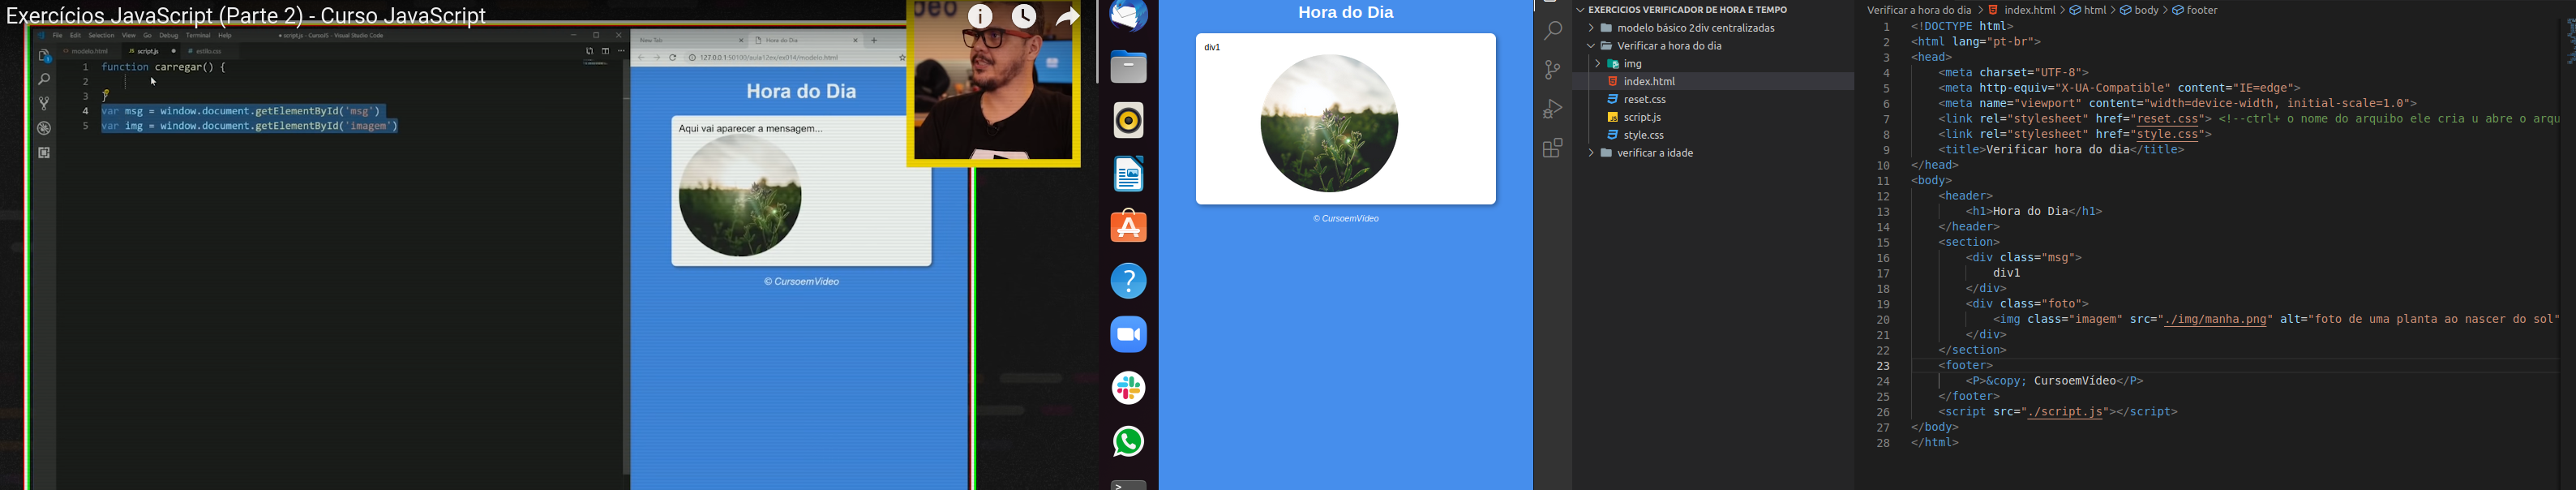 Exercícios JavaScript (Parte 2) - Curso JavaScript
File Edit Selection View Go Debug Terminal Help
● script.js - Curso05 - Visual Studio Code
modelo.html
script.js
estilo.css
1 function carregar() {
2
3 }
4 var msg = window.document.getElementById('msg')
5 var img = window.document.getElementById('imagem')
New Tab
Hora do Dia
127.0.0.1:50100/aula12ex/ex014/modelo.html
Hora do Dia
Aqui vai aparecer a mensagem...
© CursoemVideo
Hora do Dia
div1
© CursoemVídeo
EXERCICIOS VERIFICADOR DE HORA E TEMPO
modelo básico 2div centralizadas
Verificar a hora do dia
img
index.html
reset.css
script.js
style.css
verificar a idade
Verificar a hora do dia > index.html > html > body > footer
1 <!DOCTYPE html>
2 <html lang="pt-br">
3 <head>
4 <meta charset="UTF-8">
5 <meta http-equiv="X-UA-Compatible" content="IE=edge">
6 <meta name="viewport" content="width=device-width, initial-scale=1.0">
7 <link rel="stylesheet" href="reset.css"> <!--ctrl+ o nome do arquibo ele cria u abre o arqu
8 <link rel="stylesheet" href="style.css">
9 <title>Verificar hora do dia</title>
10 </head>
11 <body>
12 <header>
13 <h1>Hora do Dia</h1>
14 </header>
15 <section>
16 <div class="msg">
17 div1
18 </div>
19 <div class="foto">
20 <img class="imagem" src="./img/manha.png" alt="foto de uma planta ao nascer do sol"
21 </div>
22 </section>
23 <footer>
24 <P>&copy; CursoemVídeo</P>
25 </footer>
26 <script src="./script.js"></script>
27 </body>
28 </html>